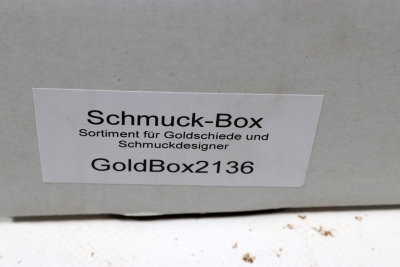 Schmuck-Box
Sortiment für Goldschiede und
Schmuckdesigner
GoldBox2136